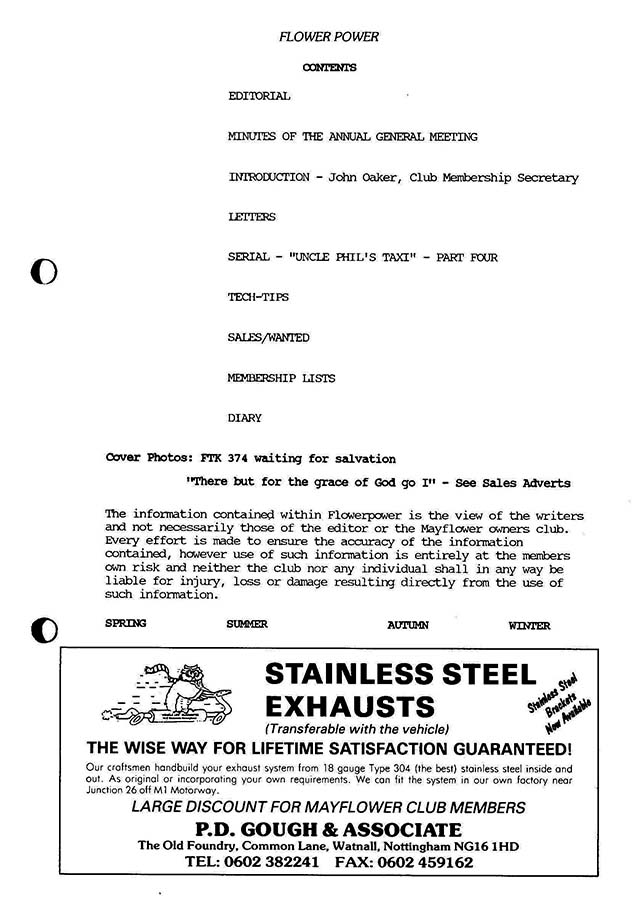 FLOWER POWER
CONTENTS
EDITORIAL
MINUTES OF THE ANNUAL GENERAL MEETING
INTRODUCTION - John Oaker, Club Membership Secretary
LETTERS
SERIAL - "UNCLE PHIL'S TAXI" - PART FOUR
TECH-TIPS
SALES/WANTED
MEMBERSHIP LISTS
DIARY
Cover Photos: FTK 374 waiting for salvation
"There but for the grace of God go I" - See Sales Adverts
The information contained within Flowerpower is the view of the writers
and not necessarily those of the editor or the Mayflower owners club.
Every effort is made to ensure the accuracy of the information
contained, however use of such information is entirely at the members
own risk and neither the club nor any individual shall in any way be
liable for injury, loss or damage resulting directly from the use of
such information.
SPRING SUMMER AUTUMN WINTER
STAINLESS STEEL
EXHAUSTS
(Transferable with the vehicle)
Stainless Steel
Brackets
Now Available
THE WISE WAY FOR LIFETIME SATISFACTION GUARANTEED!
Our craftsmen handbuild your exhaust system from 18 gauge Type 304 (the best) stainless steel inside and
out. As original or incorporating your own requirements. We can fit the system in our own factory near
Junction 26 off M1 Motorway.
LARGE DISCOUNT FOR MAYFLOWER CLUB MEMBERS
P.D. GOUGH & ASSOCIATE
The Old Foundry, Common Lane, Watnall, Nottingham NG16 1HD
TEL: 0602 382241 FAX: 0602 459162